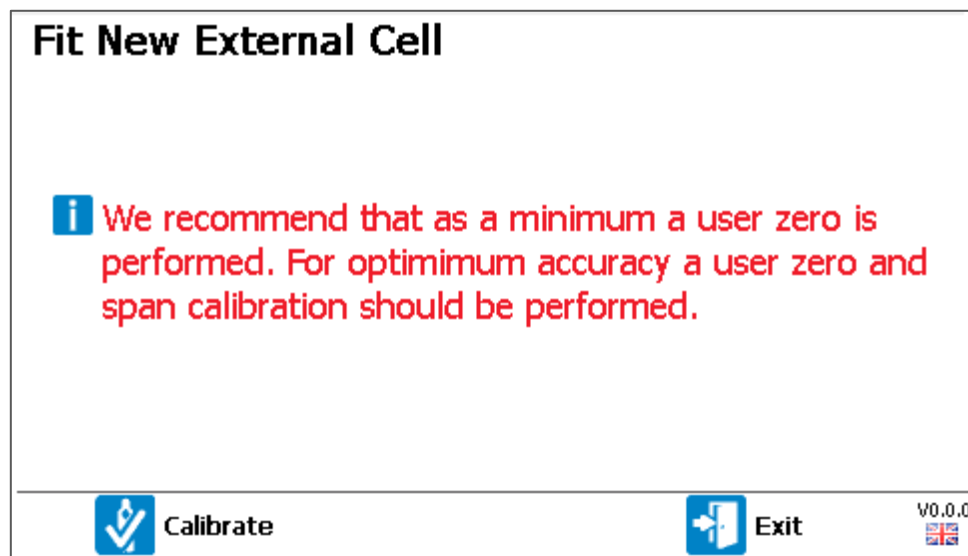 Fit New External Cell
i We recommend that as a minimum a user zero is
performed. For optimimum accuracy a user zero and
span calibration should be performed.
Calibrate
Exit
V0.0.0